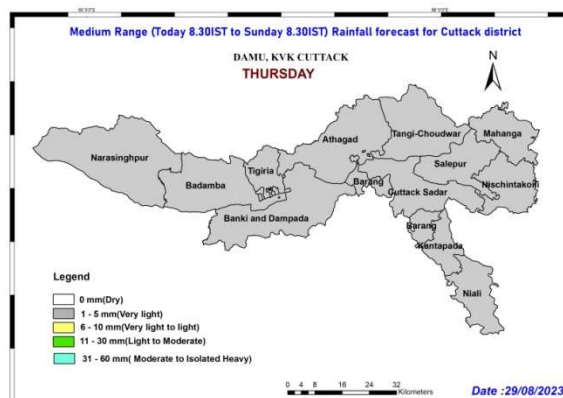 Medium Range (Today 8.30IST to Sunday 8.30IST) Rainfall forecast for Cuttack district
DAMU, KVK CUTTACK
THURSDAY
N
Tangi-Choudwar
Mahanga
Athagad
Narasinghpur
Salepur
Tigiria
Badamba
Barang
Nischintakoili
Cuttack Sadar
Banki and Dampada
Barang
Kantapada
Niali
Legend
0 mm(Dry)
1 - 5 mm(Very light)
6 - 10 mm(Very light to light)
11 - 30 mm(Light to Moderate)
31 - 60 mm( Moderate to Isolated Heavy)
0 4 8 16 24 32
Kilometers
Date :29/08/2023